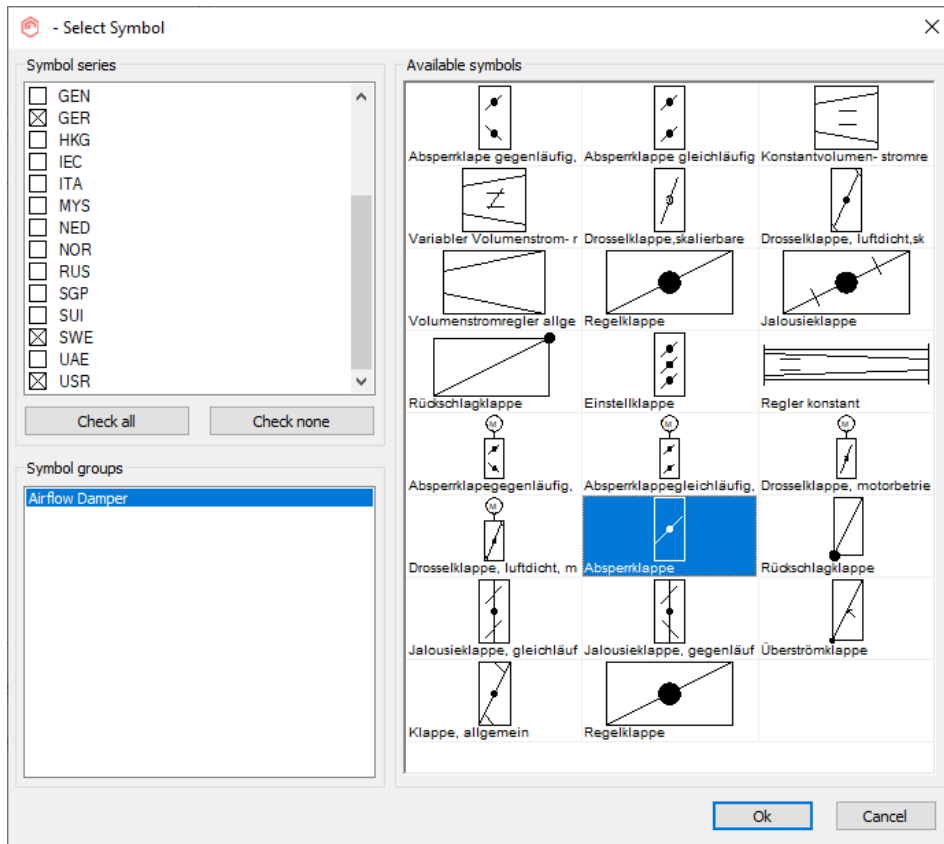 - Select Symbol
Symbol series
GEN
GER
HKG
IEC
ITA
MYS
NED
NOR
RUS
SGP
SUI
SWE
UAE
USR
Check all
Check none
Symbol groups
Airflow Damper
Available symbols
Absperrklape gegenläufig,
Absperrklappe gleichläufig
Konstantvolumen- stromre
Variabler Volumenstrom- r
Drosselklappe,skalierbare
Drosselklappe, luftdicht,sk
Volumenstromregler allge
Regelklappe
Jalousieklappe
Rückschlagklappe
Einstellklappe
Regler konstant
M
M
M
Absperrklapegegenläufig,
Absperrklappegleichläufig,
Drosselklappe, motorbetrie
M
Drosselklappe, luftdicht, m
Absperrklappe
Rückschlagklappe
Jalousieklappe, gleichläuf
Jalousieklappe, gegenläuf
Überströmklappe
Klappe, allgemein
Regelklappe
Ok
Cancel